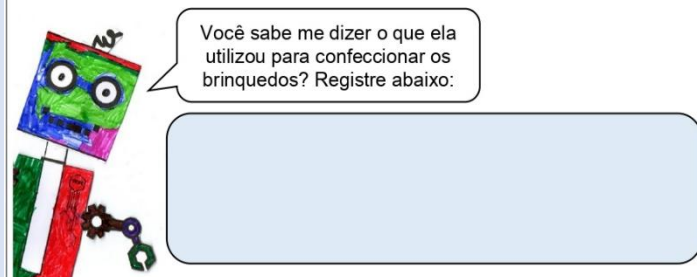 Você sabe me dizer o que ela
utilizou para confeccionar os
brinquedos? Registre abaixo: